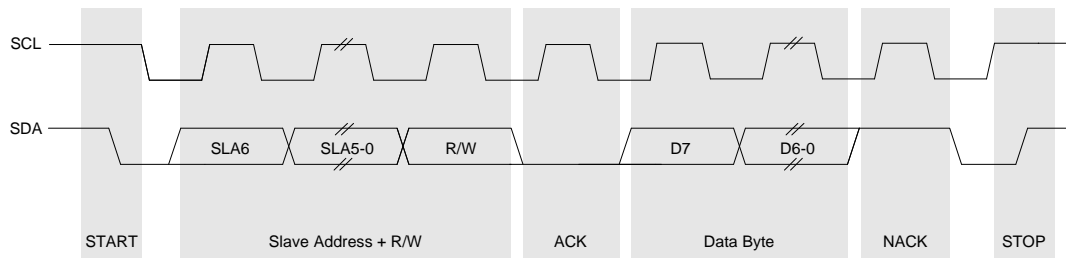 SCL
SDA
SLA6 SLA5-0 R/W D7 D6-0
START Slave Address + R/W ACK Data Byte NACK STOP